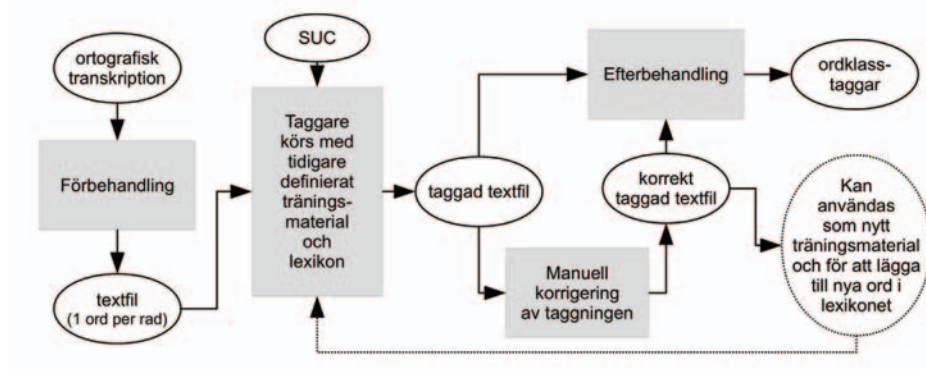 ortografisk
transkription
Förbehandling
textfil
(1 ord per rad)
SUC
Taggare
körs med
tidigare
definierat
tränings-
material
och
lexikon
taggad textfil
Manuell
korrigering
av taggningen
korrekt
taggad textfil
Efterbehandling
ordklass-
taggar
Kan
användas
som nytt
träningsmaterial
och för att lägga
till nya ord i
lexikonet